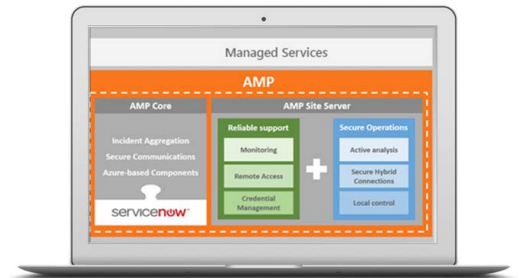 Managed Services
AMP
AMP Core
Incident Aggregation
Secure Communications
Azure-based Components
servicenow
AMP Site Server
Reliable support
Monitoring
Remote Access
Credential
Management
Secure Operations
Active analysis
Secure Hybrid
Connections
Local control